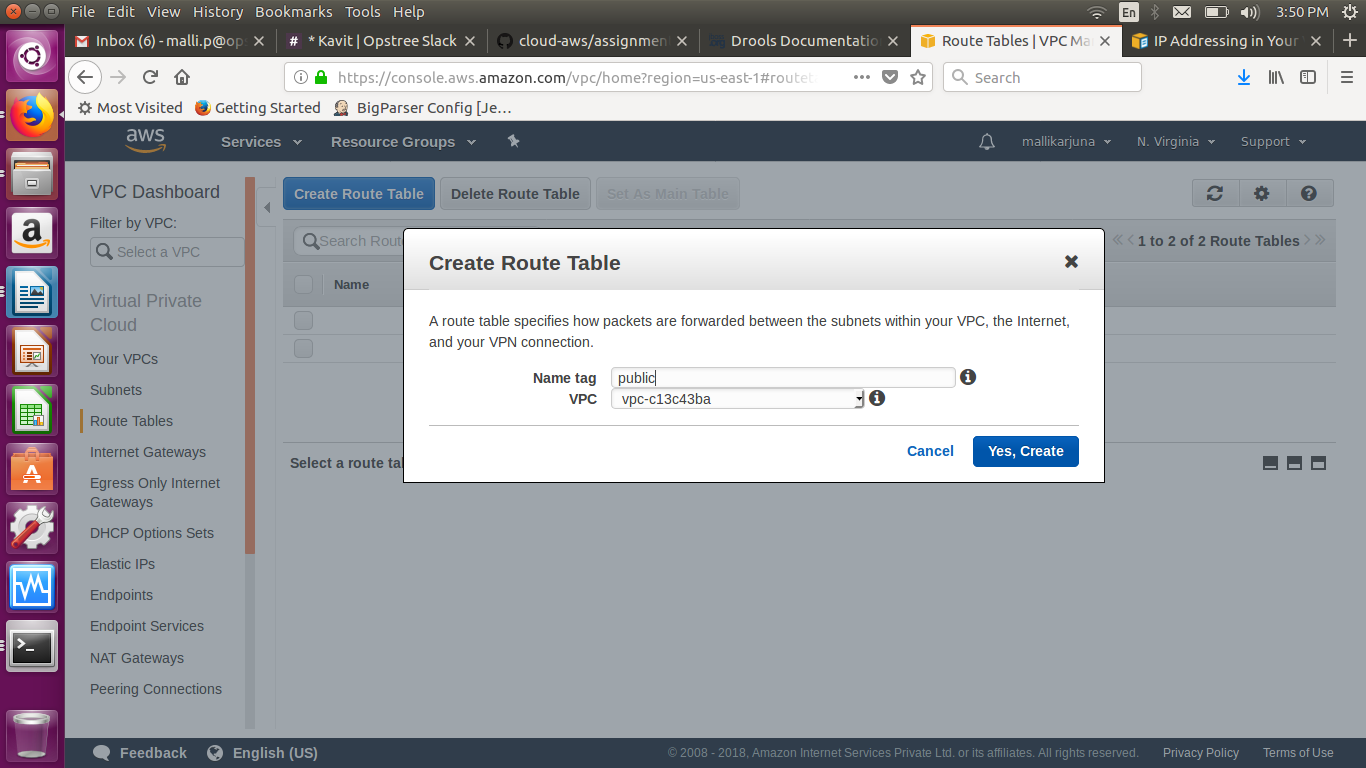 File Edit View History Bookmarks Tools Help
En
3:50 PM
Inbox (6) - malli.p@op
* Kavit | Opstree Slack
cloud-aws/assignmen
Drools Documentatio
Route Tables | VPC Ma
IP Addressing in Your
https://console.aws.amazon.com/vpc/home?region=us-east-1#route
Search
Most Visited
Getting Started
BigParser Config [Je...
aws
Services
Resource Groups
mallikarjuna
N. Virginia
Support
VPC Dashboard
Filter by VPC:
Select a VPC
Virtual Private
Cloud
Your VPCs
Subnets
Route Tables
Internet Gateways
Egress Only Internet
Gateways
DHCP Options Sets
Elastic IPs
Endpoints
Endpoint Services
NAT Gateways
Peering Connections
Create Route Table
Delete Route Table
Set As Main Table
Search Rout
1 to 2 of 2 Route Tables
Name
Create Route Table
A route table specifies how packets are forwarded between the subnets within your VPC, the Internet,
and your VPN connection.
Name tag
public
VPC
vpc-c13c43ba
Cancel
Yes, Create
Select a route tal
Feedback
English (US)
© 2008 - 2018, Amazon Internet Services Private Ltd. or its affiliates. All rights reserved.
Privacy Policy
Terms of Use